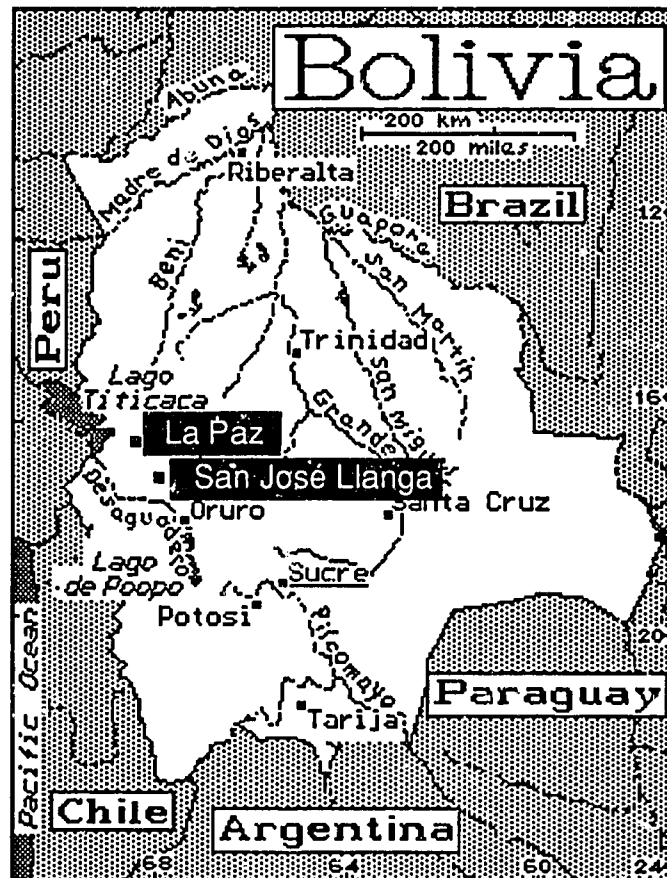 Bolivia
200 km
200 miles
Abuna
Madre de Dios
Riberalta
Brazil
12
Guapore
Beni
San Martin
Peru
Trinidad
Lago
Titicaca
San Miguel
Grande
16
La Paz
San José Llanga
Desaguadero
Oruro
Santa Cruz
Lago
de Poopo
Sucre
Potosi
Pilcomayo
20
Pacific Ocean
Paraguay
Tarija
Chile
Argentina
68
64
60
24